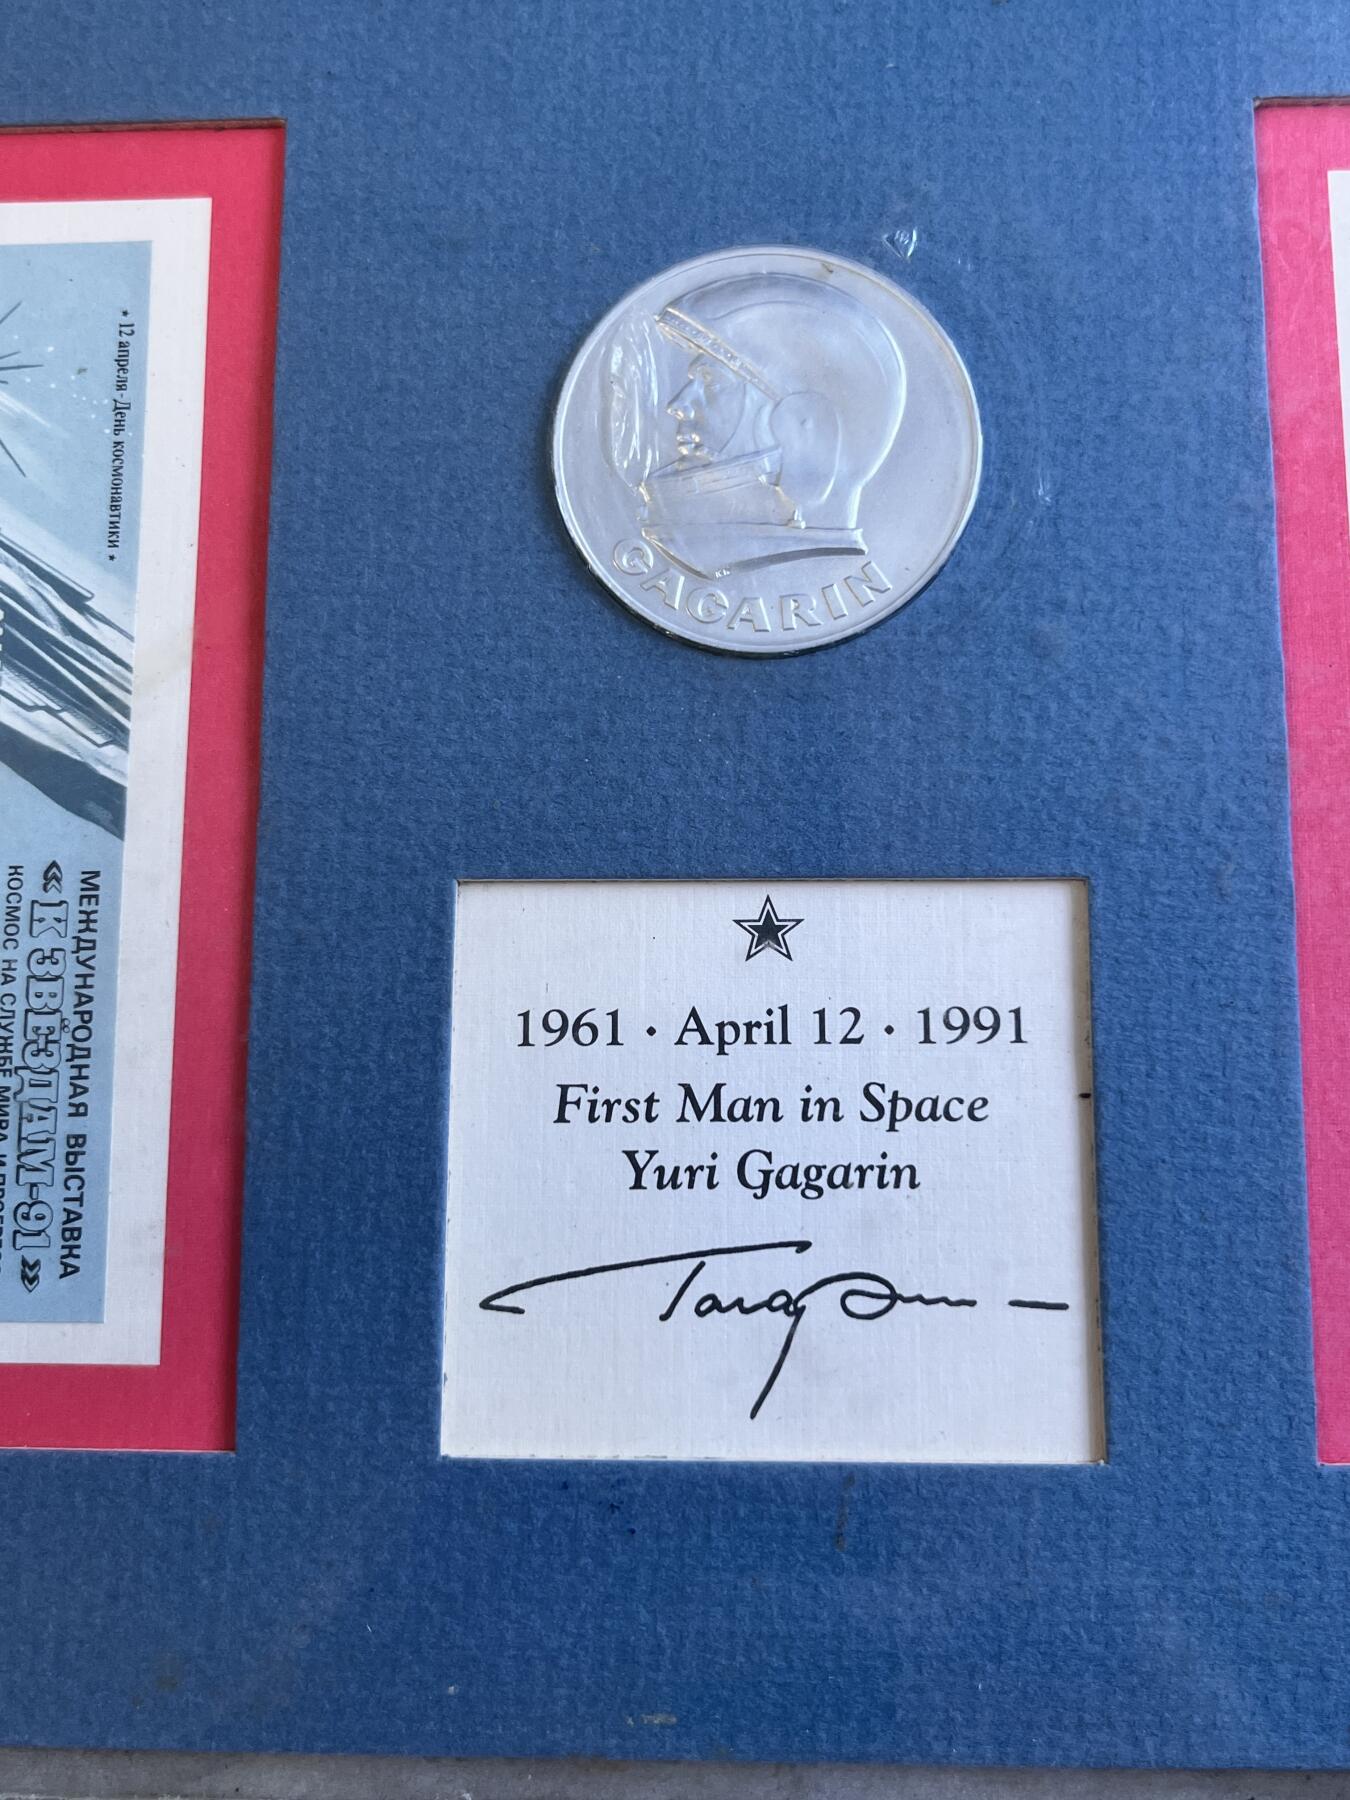 * 12 апреля-День космонавтики *
МЕЖДУНАРОДНАЯ ВЫСТАВКА
« К ЗВЁЗДАМ-91 »
КОСМОС НА СЛУЖБЕ МИРА И
GAGARIN
1961 · April 12 · 1991
First Man in Space
Yuri Gagarin
Гагарин